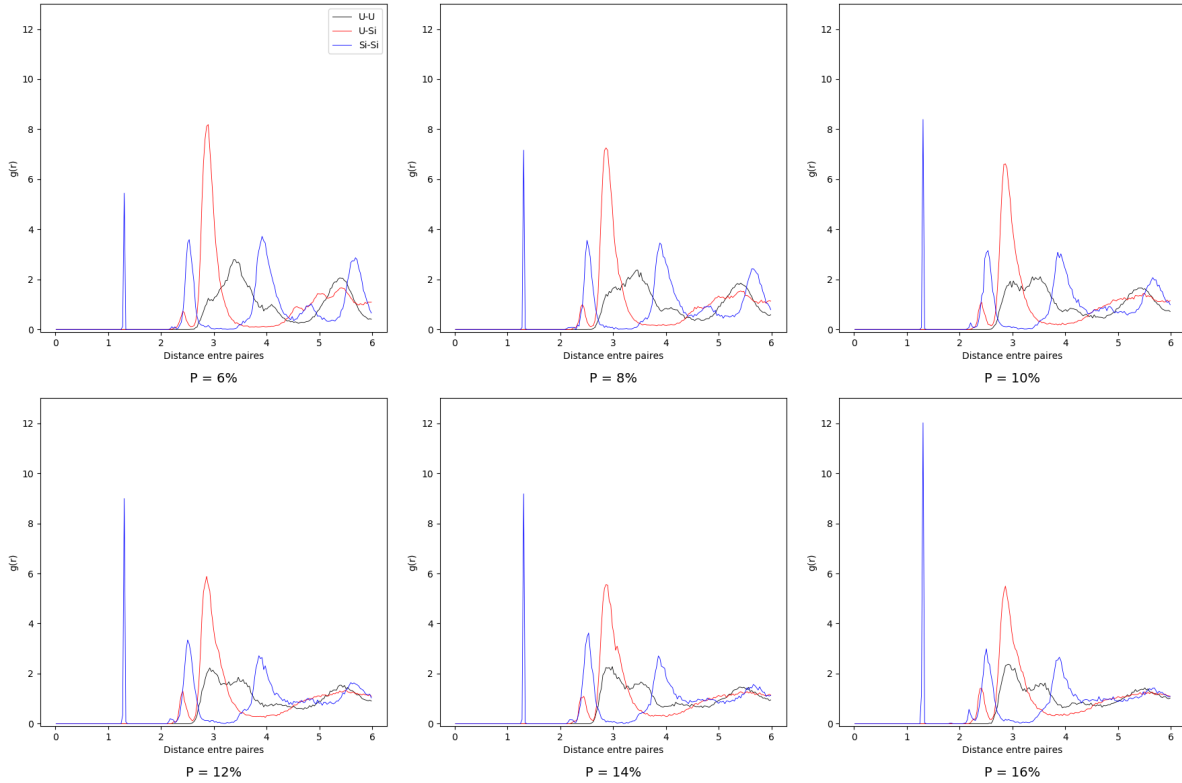 U-U
U-Si
Si-Si
g(r)
12
10
8
6
4
2
0
0 1 2 3 4 5 6
Distance entre paires
P = 6%
g(r)
12
10
8
6
4
2
0
0 1 2 3 4 5 6
Distance entre paires
P = 8%
g(r)
12
10
8
6
4
2
0
0 1 2 3 4 5 6
Distance entre paires
P = 10%
g(r)
12
10
8
6
4
2
0
0 1 2 3 4 5 6
Distance entre paires
P = 12%
g(r)
12
10
8
6
4
2
0
0 1 2 3 4 5 6
Distance entre paires
P = 14%
g(r)
12
10
8
6
4
2
0
0 1 2 3 4 5 6
Distance entre paires
P = 16%